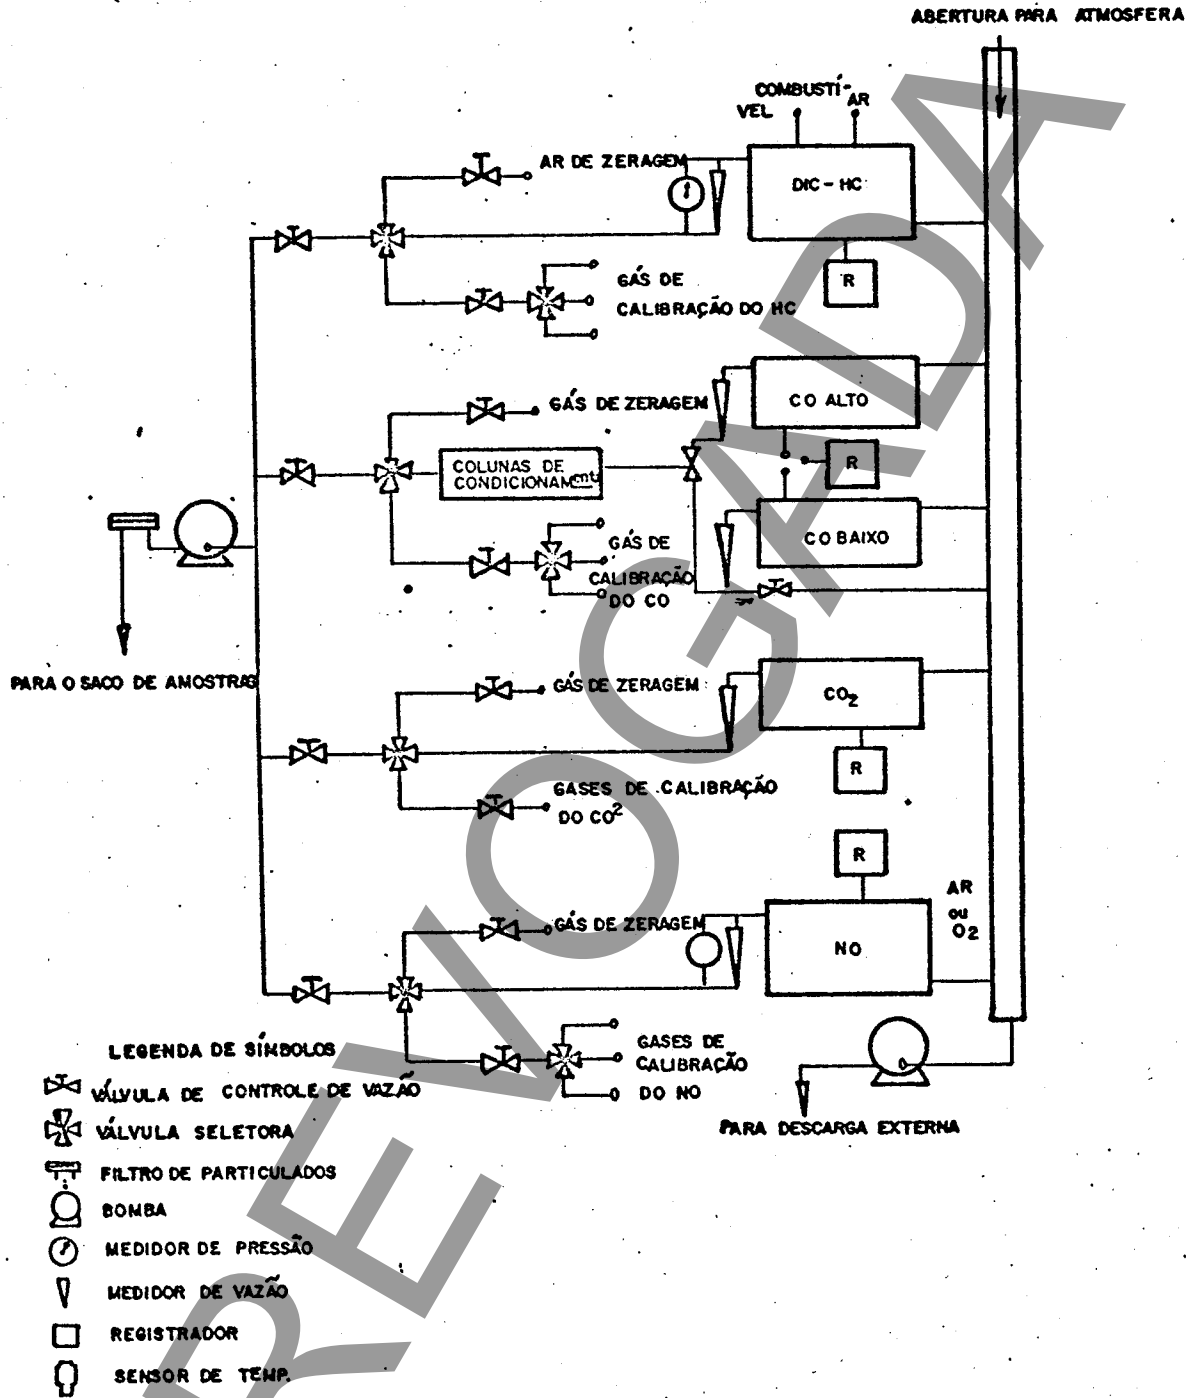 ABERTURA PARA ATMOSFERA
COMBUSTÍ-
VEL
AR
AR DE ZERAGEM
DIC-HC
R
GÁS DE
CALIBRAÇÃO DO HC
GÁS DE ZERAGEM
CO ALTO
COLUNAS DE
CONDICIONAMento
R
CO BAIXO
GÁS DE
CALIBRAÇÃO
DO CO
PARA O SACO DE AMOSTRAS
GÁS DE ZERAGEM
CO2
R
GASES DE CALIBRAÇÃO
DO CO2
R
AR
ou
O2
GÁS DE ZERAGEM
NO
GASES DE
CALIBRAÇÃO
DO NO
PARA DESCARGA EXTERNA
LEGENDA DE SÍMBOLOS
VÁLVULA DE CONTROLE DE VAZÃO
VÁLVULA SELETORA
FILTRO DE PARTICULADOS
BOMBA
MEDIDOR DE PRESSÃO
MEDIDOR DE VAZÃO
REGISTRADOR
SENSOR DE TEMP.
REVOGADA